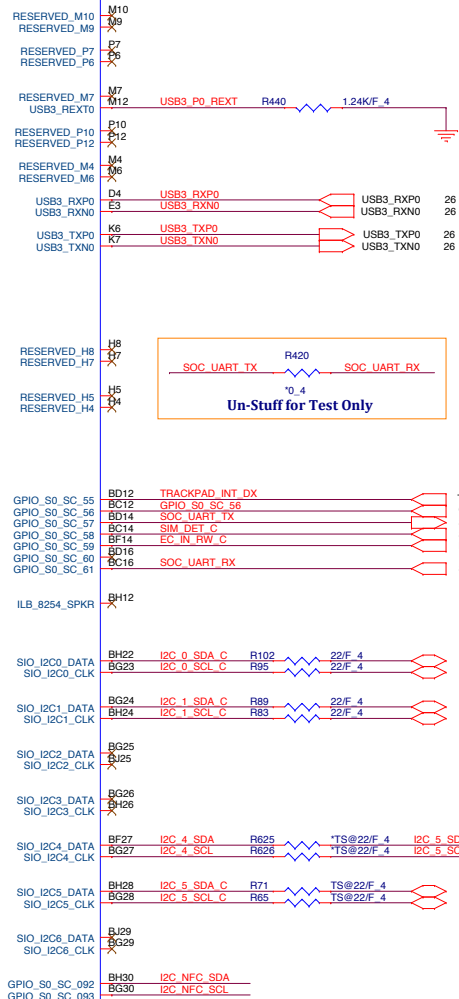 RESERVED_M10 M10
RESERVED_M9 M9
RESERVED_P7 P7
RESERVED_P6 P6
RESERVED_M7 M7
USB3_REXT0 M12 USB3_P0_REXT R440 1.24K/F_4
RESERVED_P10 P10
RESERVED_P12 P12
RESERVED_M4 M4
RESERVED_M6 M6
USB3_RXP0 D4 USB3_RXP0 USB3_RXP0 26
USB3_RXN0 E3 USB3_RXN0 USB3_RXN0 26
USB3_TXP0 K6 USB3_TXP0 USB3_TXP0 26
USB3_TXN0 K7 USB3_TXN0 USB3_TXN0 26
RESERVED_H8 H8
RESERVED_H7 H7
R420
SOC_UART_TX SOC_UART_RX
*0_4
Un-Stuff for Test Only
RESERVED_H5 H5
RESERVED_H4 H4
GPIO_S0_SC_55 BD12 TRACKPAD_INT_DX
GPIO_S0_SC_56 BC12 GPIO_S0_SC_56
GPIO_S0_SC_57 BD14 SOC_UART_TX
GPIO_S0_SC_58 BC14 SIM_DET_C
GPIO_S0_SC_59 BF14 EC_IN_RW_C
GPIO_S0_SC_60 BD16
GPIO_S0_SC_61 BC16 SOC_UART_RX
ILB_8254_SPKR BH12
SIO_I2C0_DATA BH22 I2C_0_SDA_C R102 22/F_4
SIO_I2C0_CLK BG23 I2C_0_SCL_C R95 22/F_4
SIO_I2C1_DATA BG24 I2C_1_SDA_C R89 22/F_4
SIO_I2C1_CLK BH24 I2C_1_SCL_C R83 22/F_4
SIO_I2C2_DATA BG25
SIO_I2C2_CLK BJ25
SIO_I2C3_DATA BG26
SIO_I2C3_CLK BH26
SIO_I2C4_DATA BF27 I2C_4_SDA R625 *TS@22/F_4 I2C_5_SD
SIO_I2C4_CLK BG27 I2C_4_SCL R626 *TS@22/F_4 I2C_5_SC
SIO_I2C5_DATA BH28 I2C_5_SDA_C R71 TS@22/F_4
SIO_I2C5_CLK BG28 I2C_5_SCL_C R65 TS@22/F_4
SIO_I2C6_DATA BJ29
SIO_I2C6_CLK BG29
GPIO_S0_SC_092 BH30 I2C_NFC_SDA
GPIO_S0_SC_093 BG30 I2C_NFC_SCL